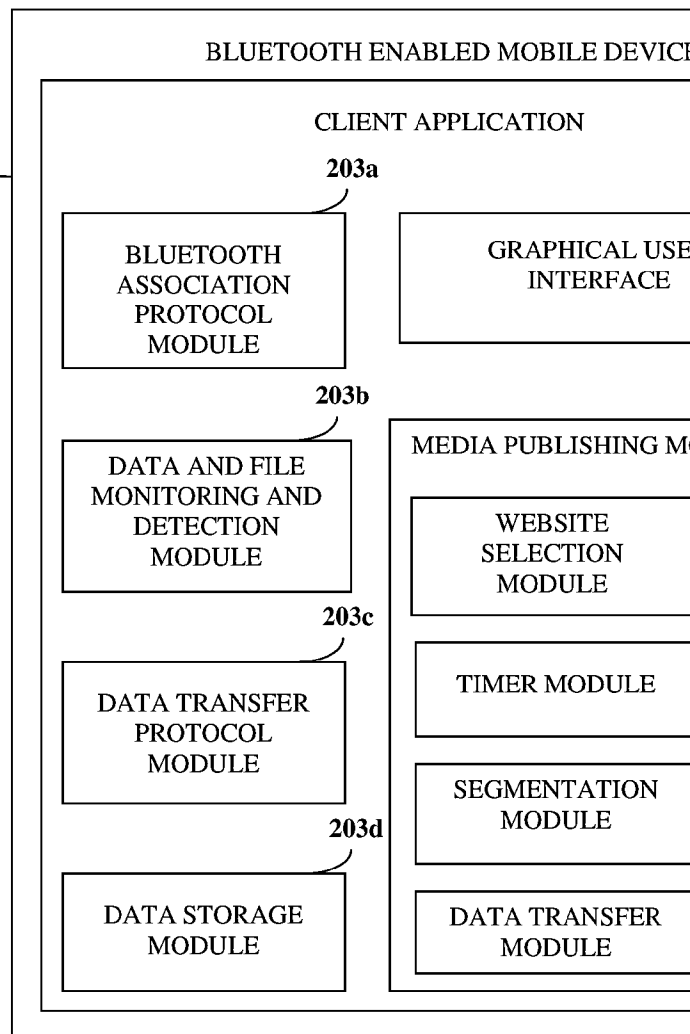 BLUETOOTH ENABLED MOBILE DEVICE
CLIENT APPLICATION
203a
BLUETOOTH
ASSOCIATION
PROTOCOL
MODULE
GRAPHICAL USE
INTERFACE
203b
DATA AND FILE
MONITORING AND
DETECTION
MODULE
MEDIA PUBLISHING MO
WEBSITE
SELECTION
MODULE
203c
DATA TRANSFER
PROTOCOL
MODULE
TIMER MODULE
SEGMENTATION
MODULE
203d
DATA STORAGE
MODULE
DATA TRANSFER
MODULE